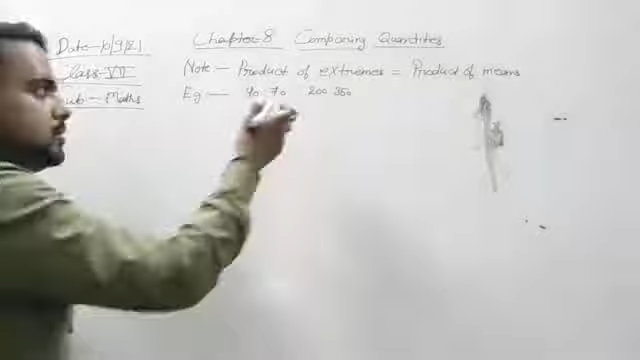 Date-10/9/21
Chapter-8 Comparing Quantities
Class-VII
Note- Product of extremes = Product of means
Sub-Maths
Eg- 40 70 200 350